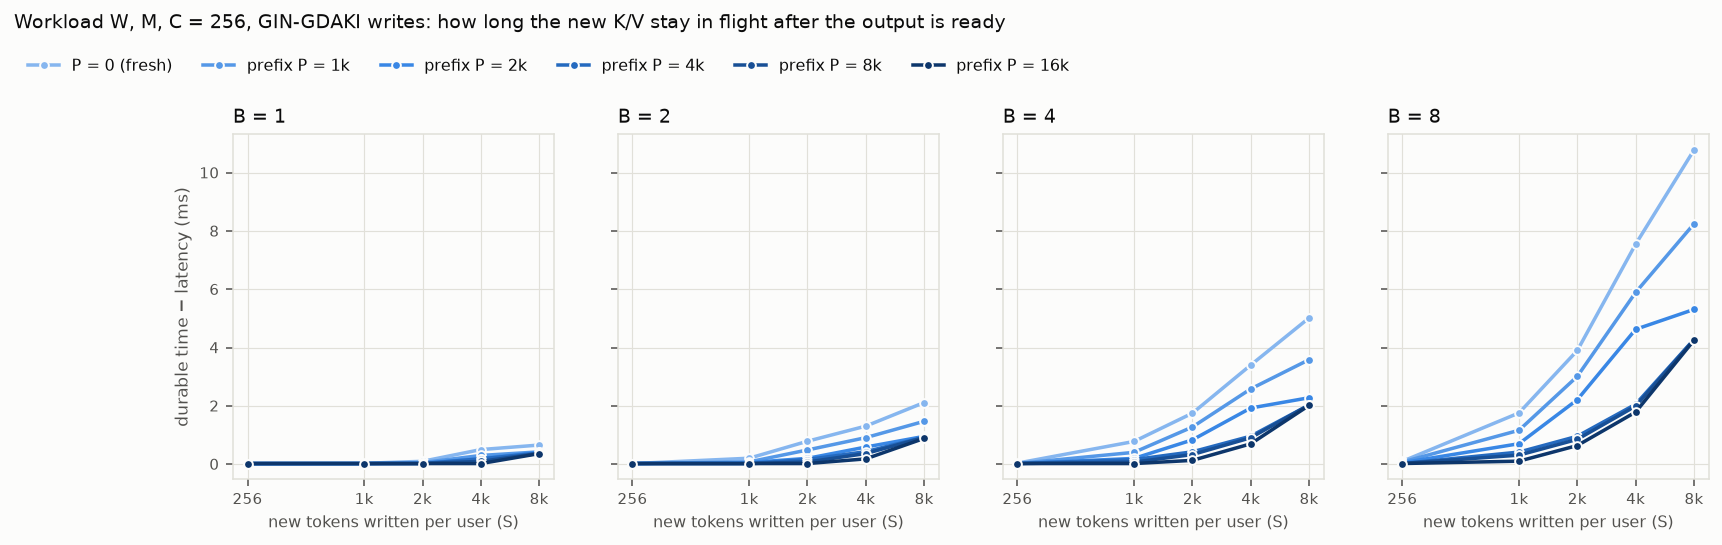 Workload W, M, C = 256, GIN-GDAKI writes: how long the new K/V stay in flight after the output is ready
P = 0 (fresh) prefix P = 1k prefix P = 2k prefix P = 4k prefix P = 8k prefix P = 16k
B = 1 B = 2 B = 4 B = 8
durable time − latency (ms)
10
8
6
4
2
0
256 1k 2k 4k 8k 256 1k 2k 4k 8k 256 1k 2k 4k 8k 256 1k 2k 4k 8k
new tokens written per user (S) new tokens written per user (S) new tokens written per user (S) new tokens written per user (S)